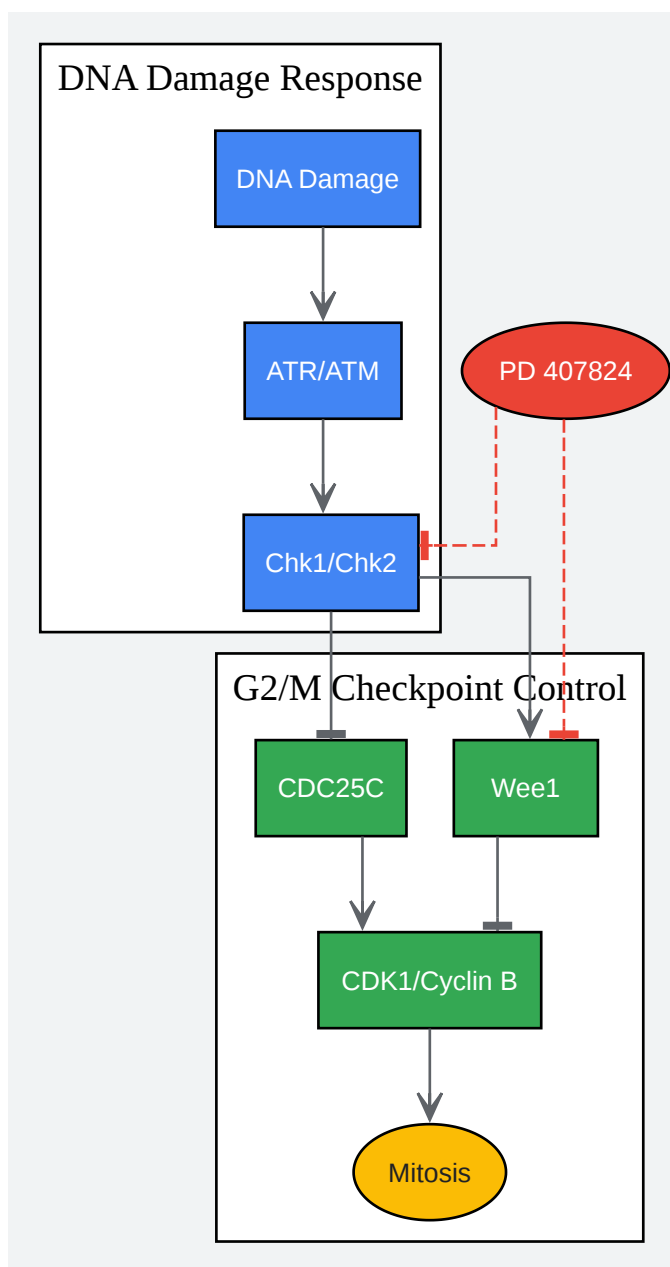 DNA Damage Response
DNA Damage
ATR/ATM
PD 407824
Chk1/Chk2
G2/M Checkpoint Control
CDC25C
Wee1
CDK1/Cyclin B
Mitosis